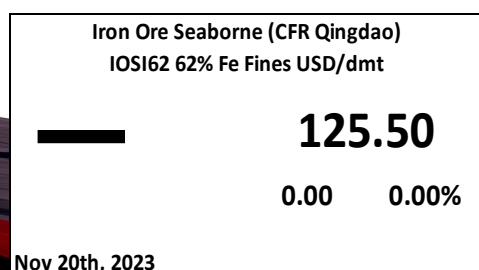 Iron Ore Seaborne (CFR Qingdao)
IOSI62 62% Fe Fines USD/dmt
125.50
0.00 0.00%
Nov 20th, 2023